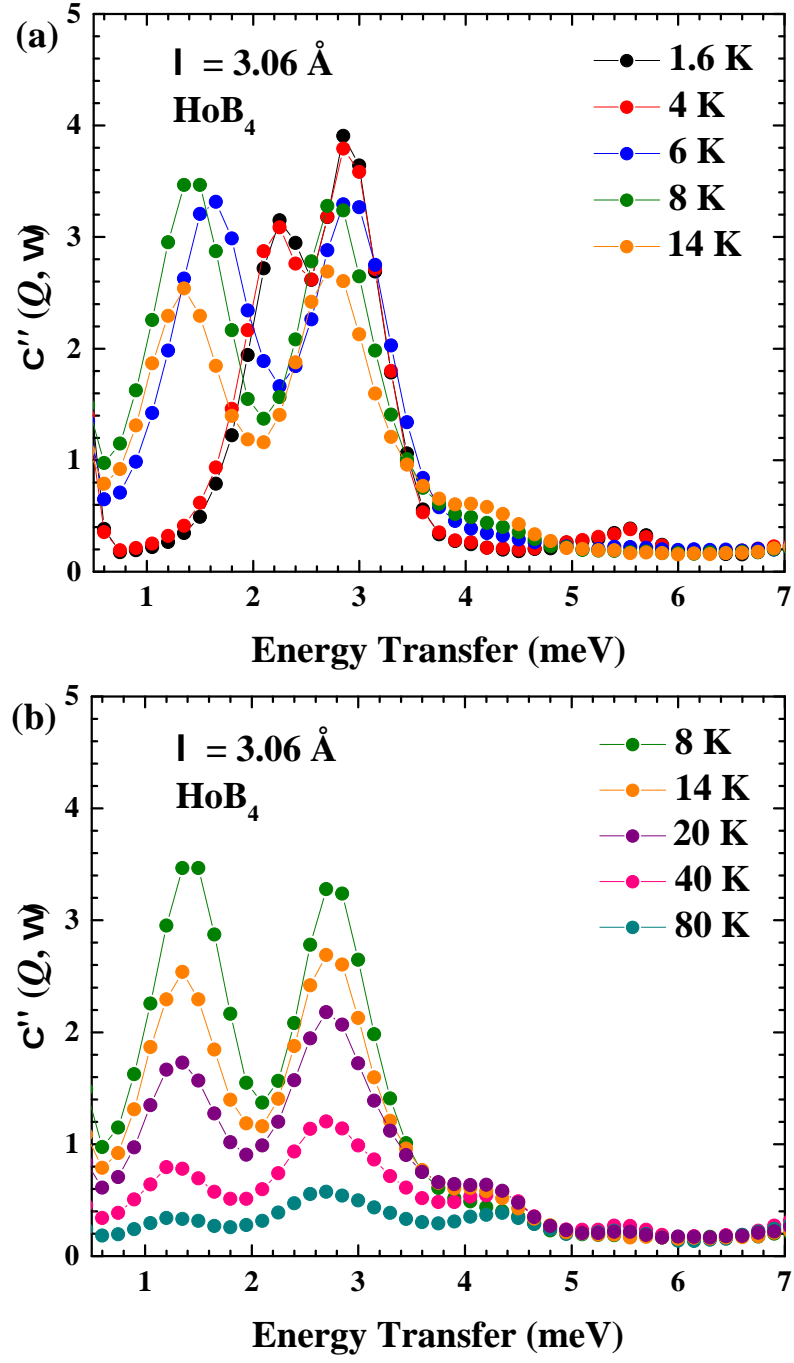 (a)
l = 3.06 Å
HoB4
1.6 K
4 K
6 K
8 K
14 K
c'' (Q, w)
5
4
3
2
1
0
1 2 3 4 5 6 7
Energy Transfer (meV)
(b)
l = 3.06 Å
HoB4
8 K
14 K
20 K
40 K
80 K
c'' (Q, w)
5
4
3
2
1
0
1 2 3 4 5 6 7
Energy Transfer (meV)